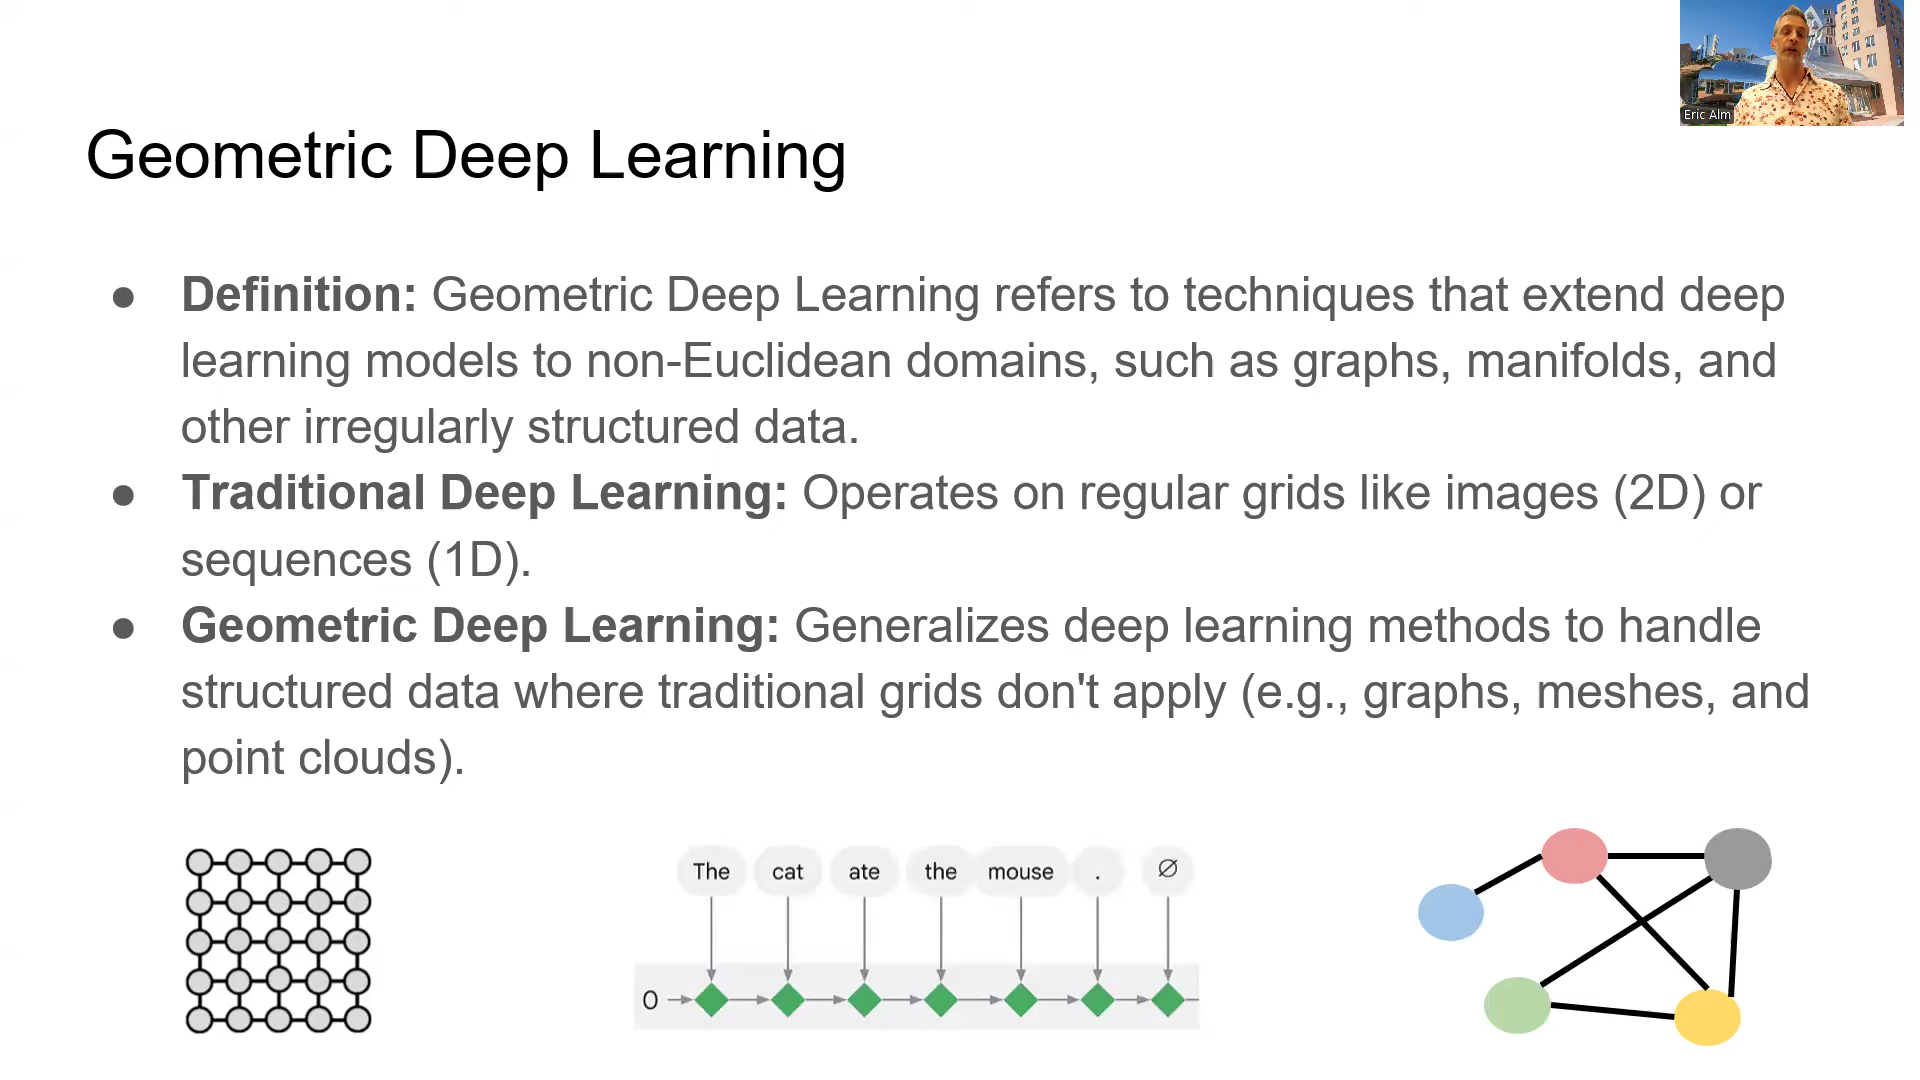 Eric Alm
Geometric Deep Learning
● Definition: Geometric Deep Learning refers to techniques that extend deep
learning models to non-Euclidean domains, such as graphs, manifolds, and
other irregularly structured data.
● Traditional Deep Learning: Operates on regular grids like images (2D) or
sequences (1D).
● Geometric Deep Learning: Generalizes deep learning methods to handle
structured data where traditional grids don't apply (e.g., graphs, meshes, and
point clouds).
The cat ate the mouse . ∅
0